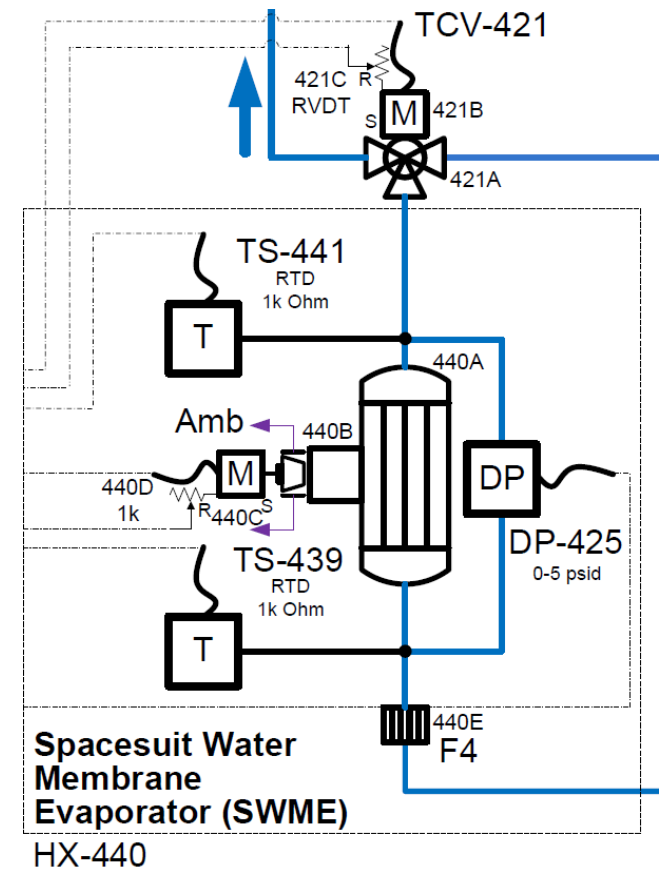 TCV-421
421C
RVDT
R
S
M
421B
421A
TS-441
RTD
1k Ohm
T
440A
Amb
440B
440D
1k
R
M
440C
S
DP
DP-425
0-5 psid
TS-439
RTD
1k Ohm
T
440E
F4
Spacesuit Water
Membrane
Evaporator (SWME)
HX-440